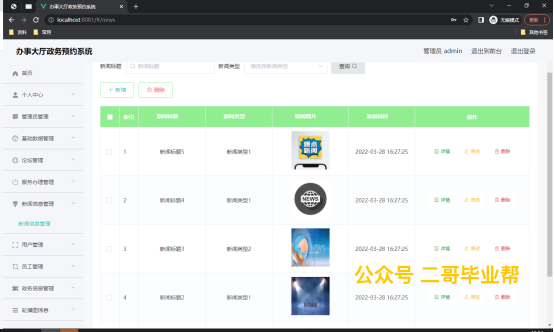 办事大厅政务预约系统
localhost:8081/#/news
无痕模式
更新
资料
常用
其他书签
办事大厅政务预约系统
管理员 admin
退出到前台
退出登录
首页
个人中心
管理员管理
基础数据管理
论坛管理
服务办理管理
新闻信息管理
新闻信息管理
用户管理
员工管理
政务信息管理
轮播图信息
新闻标题
新闻标题
新闻类型
请选择新闻类型
查询
+ 新增
删除
索引
新闻标题
新闻类型
新闻图片
操作
1
新闻标题5
新闻类型1
热点新闻
2022-03-28 16:27:25
详情
修改
删除
2
新闻标题4
新闻类型1
NEWS
2022-03-28 16:27:25
详情
修改
删除
3
新闻标题3
新闻类型2
2022-03-28 16:27:25
详情
修改
删除
4
新闻标题2
新闻类型1
2022-03-28 16:27:25
详情
修改
删除
公众号 二哥毕业帮